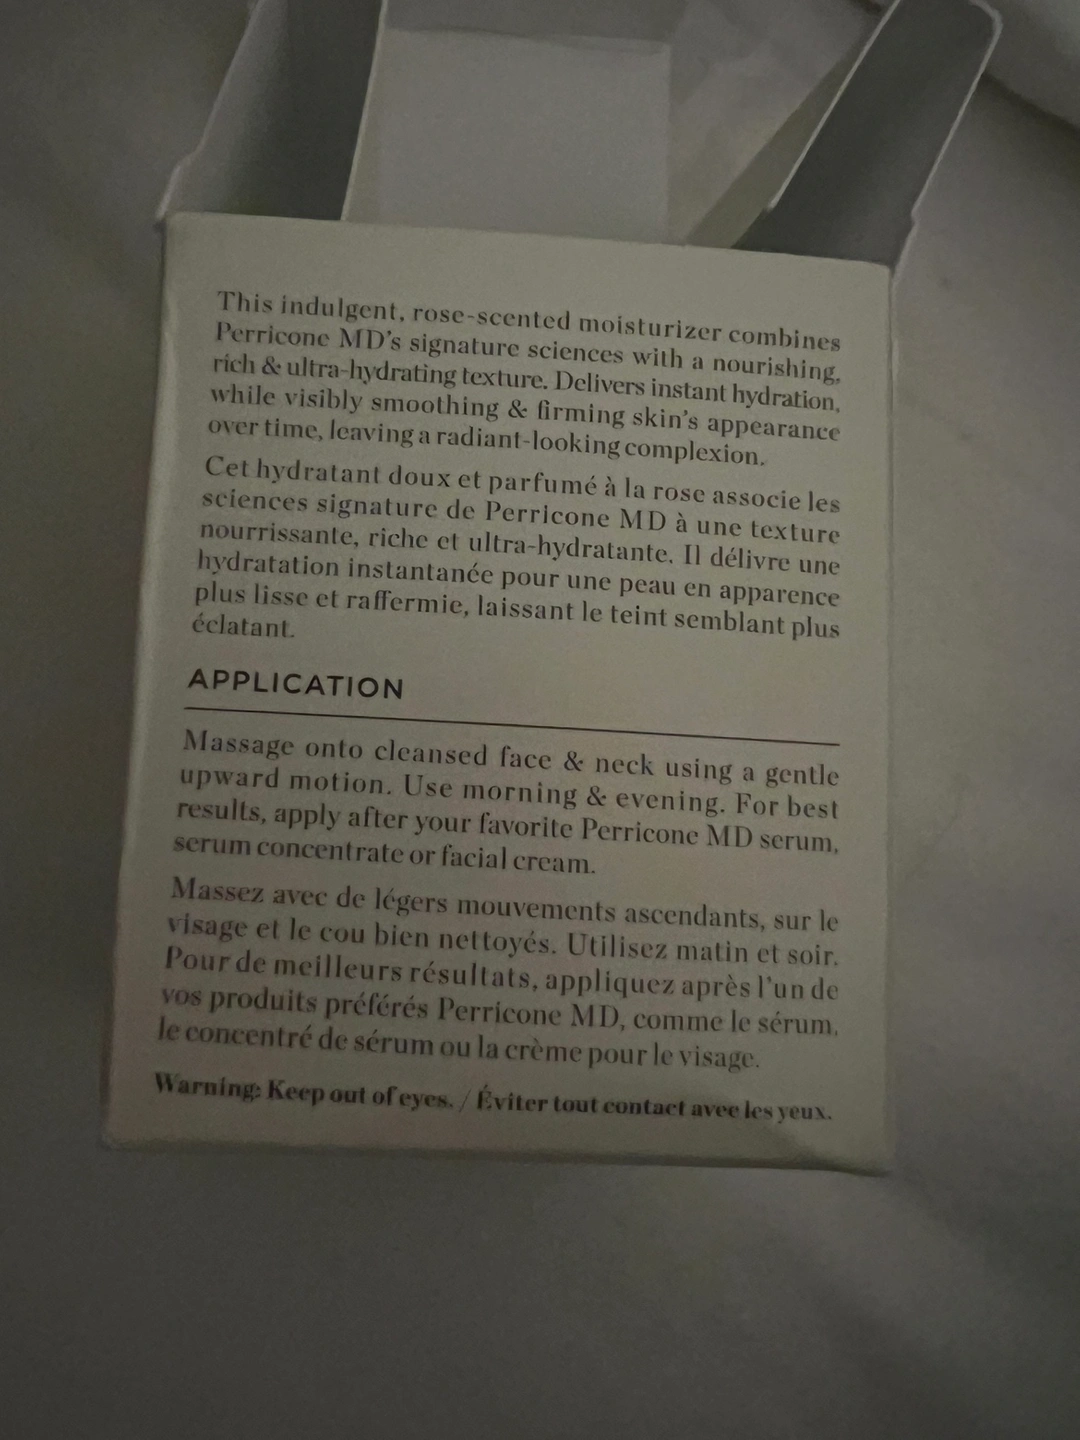 This indulgent, rose-scented moisturizer combines
Perricone MD's signature sciences with a nourishing,
rich & ultra-hydrating texture. Delivers instant hydration,
while visibly smoothing & firming skin's appearance
over time, leaving a radiant-looking complexion.
Cet hydratant doux et parfumé à la rose associe les
sciences signature de Perricone MD à une texture
nourrissante, riche et ultra-hydratante. Il délivre une
hydratation instantanée pour une peau en apparence
plus lisse et raffermie, laissant le teint semblant plus
éclatant.
APPLICATION
Massage onto cleansed face & neck using a gentle
upward motion. Use morning & evening. For best
results, apply after your favorite Perricone MD serum,
serum concentrate or facial cream.
Massez avec de légers mouvements ascendants, sur le
visage et le cou bien nettoyés. Utilisez matin et soir.
Pour de meilleurs résultats, appliquez après l'un de
vos produits préférés Perricone MD, comme le sérum,
le concentré de sérum ou la crème pour le visage.
Warning: Keep out of eyes. / Éviter tout contact avec les yeux.